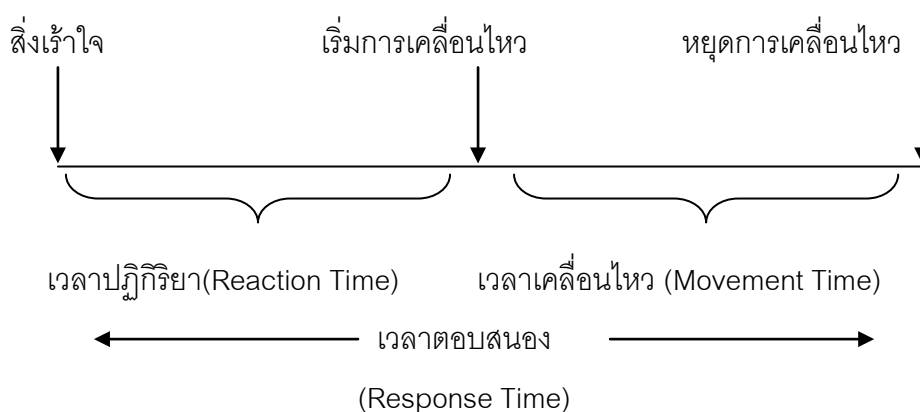 สิ่งเร้าใจ เริ่มการเคลื่อนไหว หยุดการเคลื่อนไหว
เวลาปฏิกิริยา(Reaction Time) เวลาเคลื่อนไหว (Movement Time)
เวลาตอบสนอง
(Response Time)